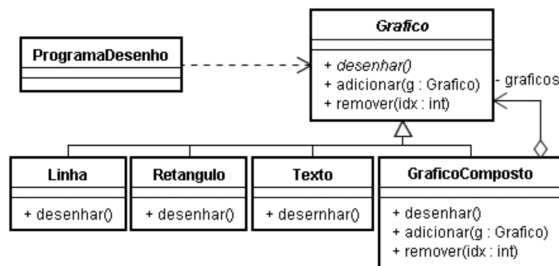 Grafico
ProgramaDesenho
+ desenhar()
+ adicionar(g : Grafico)
+ remover(idx : int)
- graficos
Linha
+ desenhar()
Retangulo
+ desenhar()
Texto
+ desernhar()
GraficoComposto
+ desenhar()
+ adicionar(g : Grafico)
+ remover(idx : int)